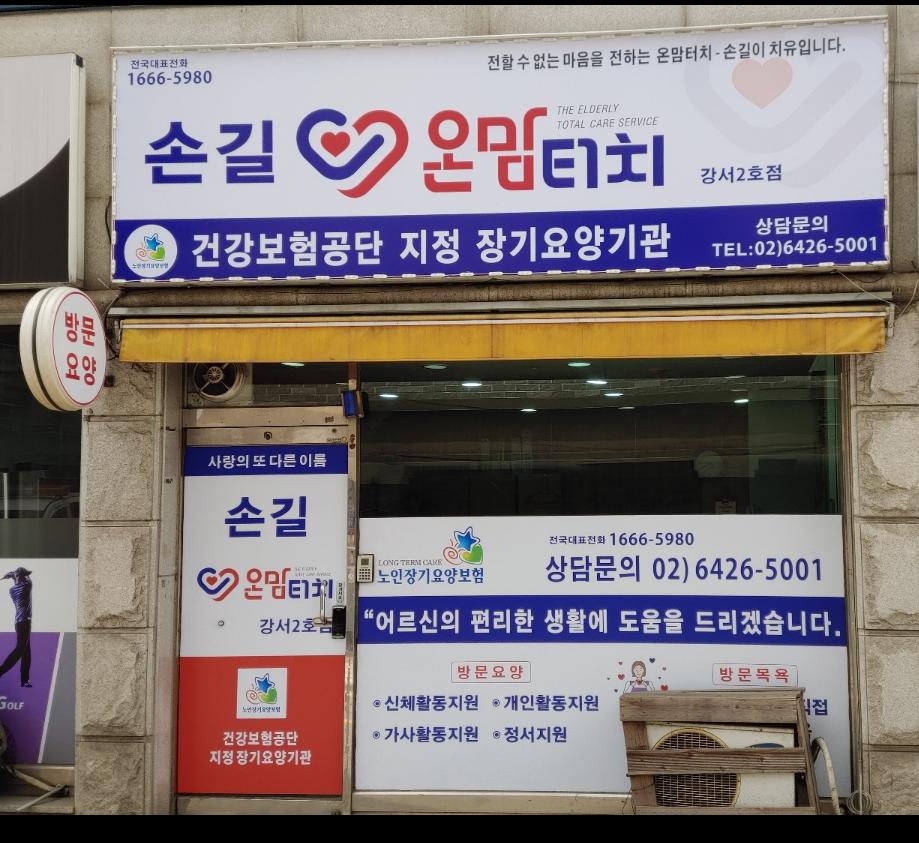 전국대표전화
1666-5980
전할 수 없는 마음을 전하는 온맘터치 - 손길이 치유입니다.
손길 온맘터치
THE ELDERLY
TOTAL CARE SERVICE
강서2호점
노인장기요양보험
건강보험공단 지정 장기요양기관
상담문의
TEL:02)6426-5001
방문
요양
사랑의 또 다른 이름
손길
온맘터치
강서2호점
노인장기요양보험
건강보험공단
지정 장기요양기관
LONG TERM CARE
노인장기요양보험
전국대표전화 1666-5980
상담문의 02) 6426-5001
"어르신의 편리한 생활에 도움을 드리겠습니다.
방문요양
신체활동지원 개인활동지원
가사활동지원 정서지원
방문목욕
GOLF